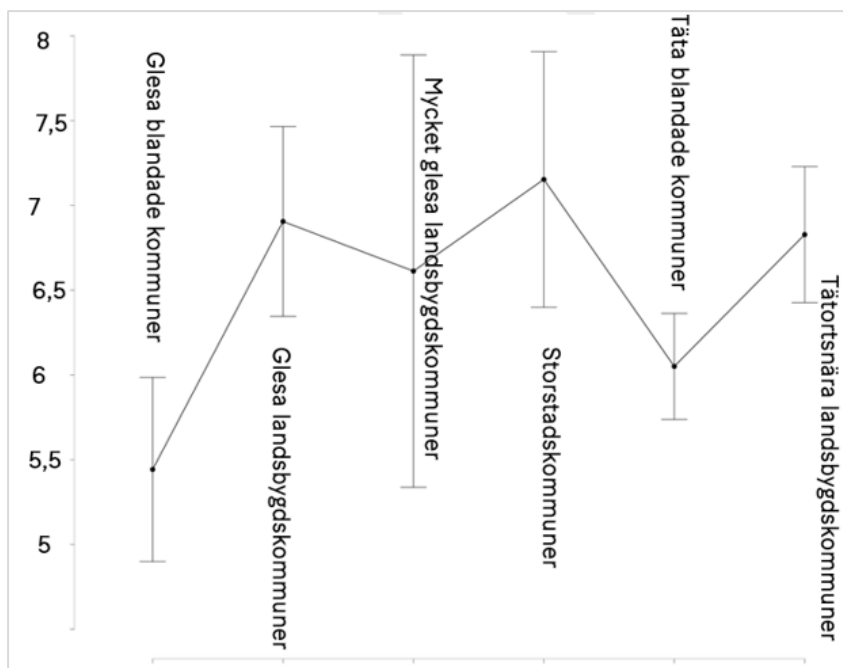 8
7,5
7
6,5
6
5,5
5
Glesa blandade kommuner
Glesa landsbygdskommuner
Mycket glesa landsbygdskommuner
Storstadskommuner
Täta blandade kommuner
Tätortsnära landsbygdskommuner